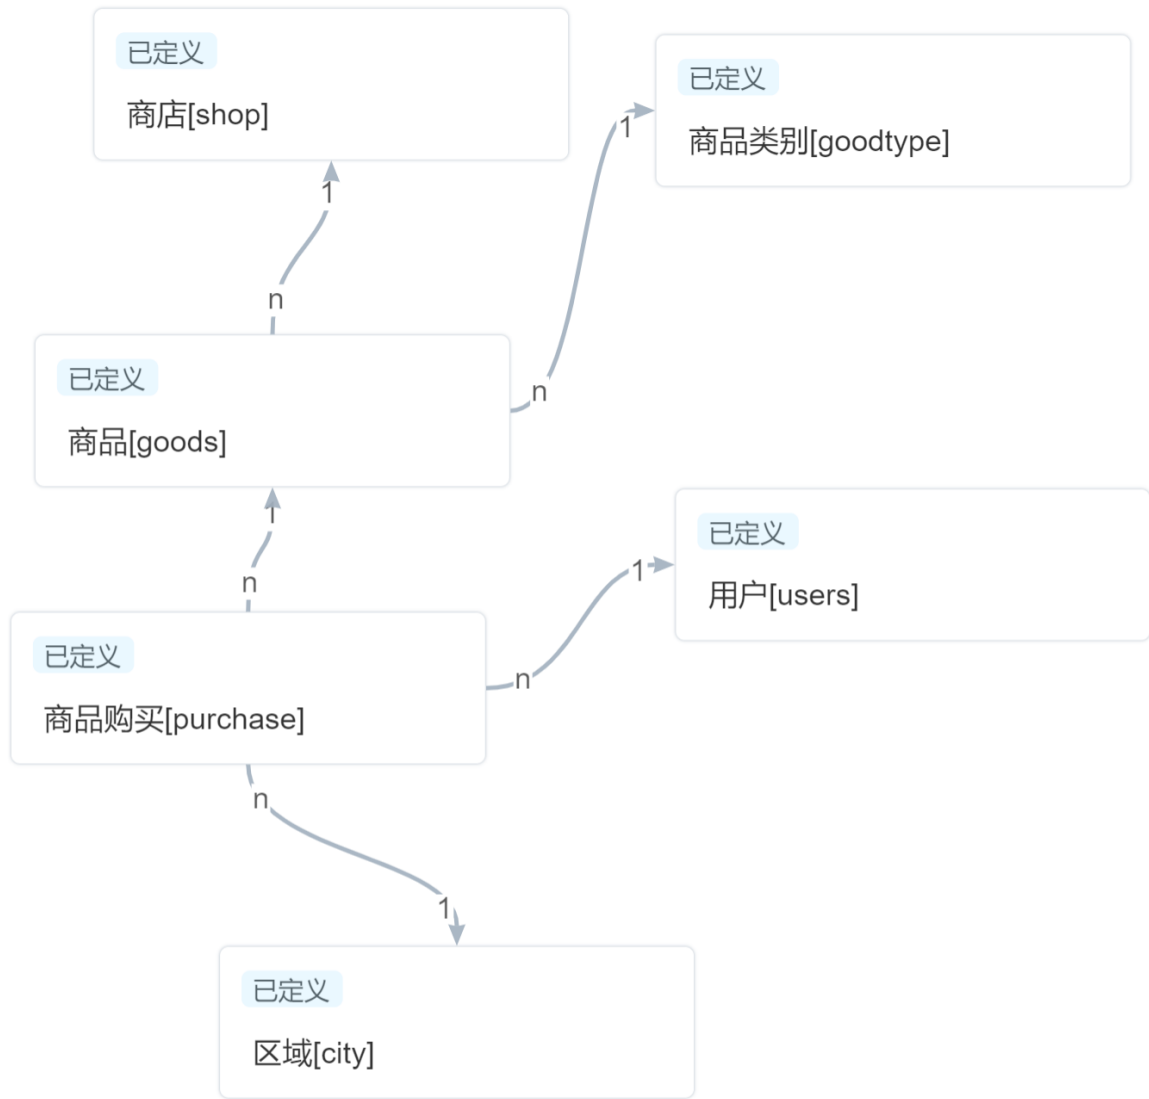 已定义
商店[shop]
已定义
商品类别[goodtype]
1
1
n
已定义
商品[goods]
n
1
n
已定义
用户[users]
1
已定义
商品购买[purchase]
n
n
1
已定义
区域[city]